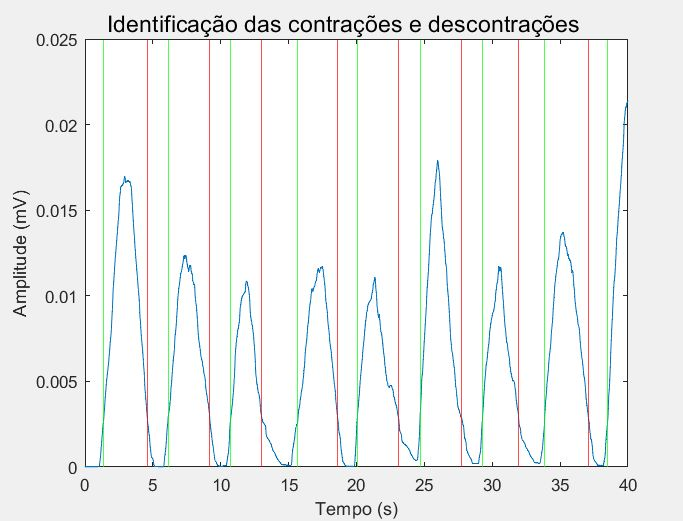 Identificação das contrações e descontrações
0.025
0.02
0.015
0.01
0.005
0
Amplitude (mV)
0 5 10 15 20 25 30 35 40
Tempo (s)